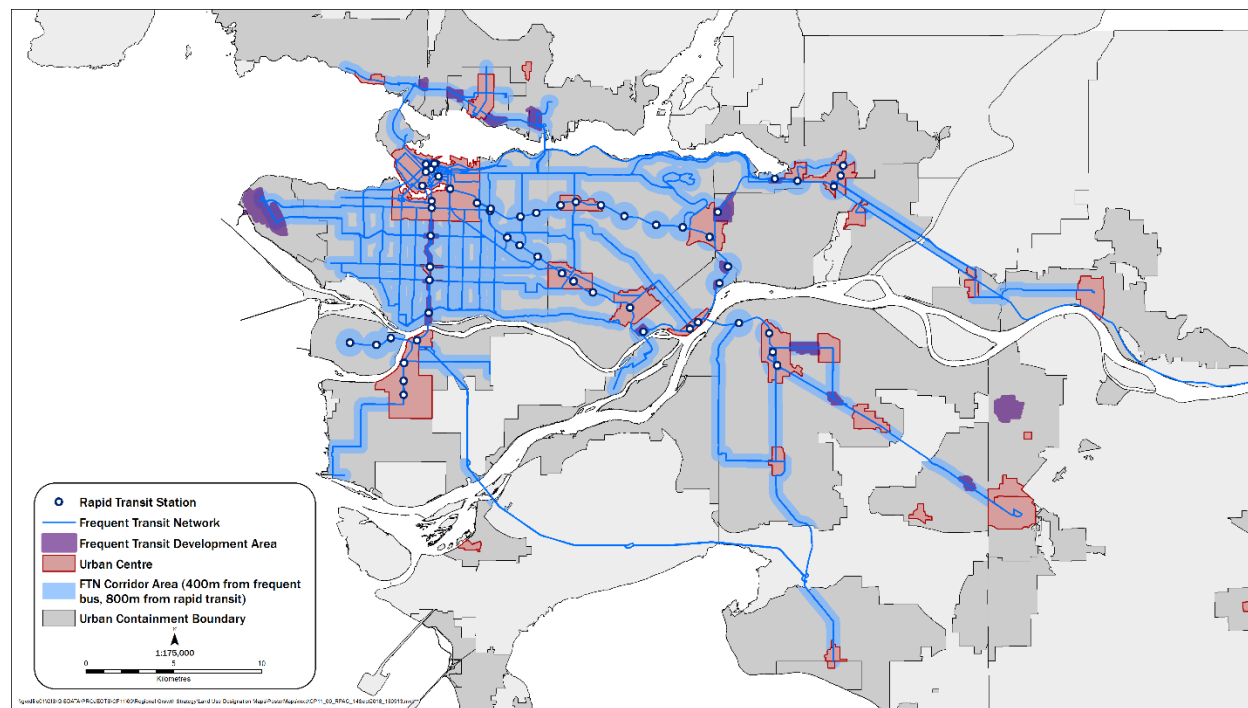 Rapid Transit Station
Frequent Transit Network
Frequent Transit Development Area
Urban Centre
FTN Corridor Area (400m from frequent
bus, 800m from rapid transit)
Urban Containment Boundary
1:175,000
0 5 10
Kilometres